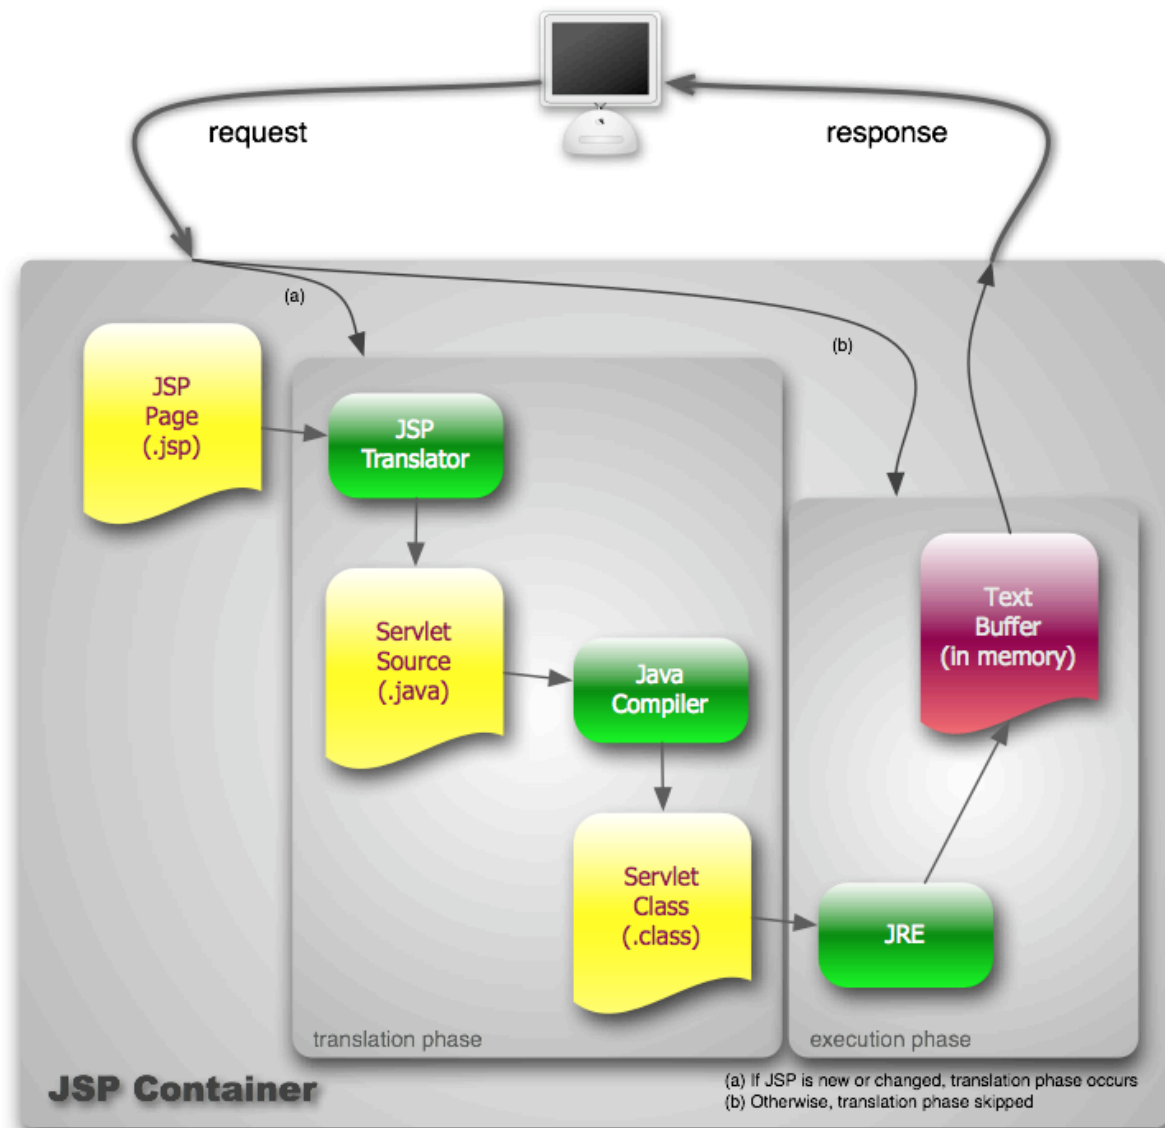 request
response
(a)
(b)
JSP
Page
(.jsp)
JSP
Translator
Servlet
Source
(.java)
Java
Compiler
Servlet
Class
(.class)
Text
Buffer
(in memory)
JRE
translation phase
execution phase
JSP Container
(a) If JSP is new or changed, translation phase occurs
(b) Otherwise, translation phase skipped